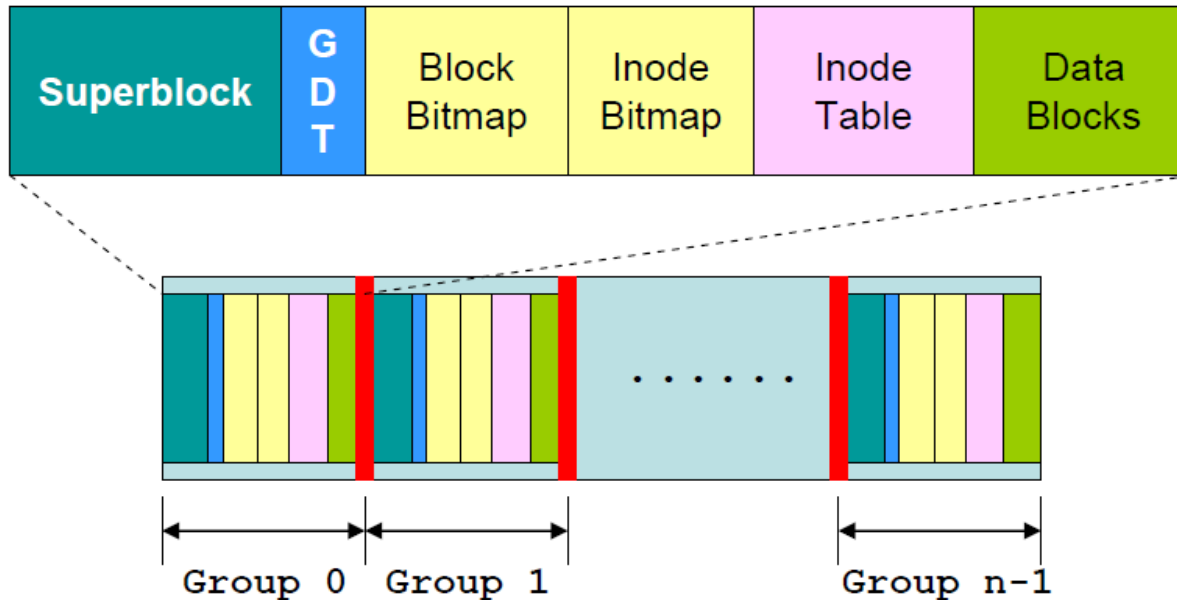 Superblock
G
D
T
Block
Bitmap
Inode
Bitmap
Inode
Table
Data
Blocks
......
Group 0
Group 1
Group n-1